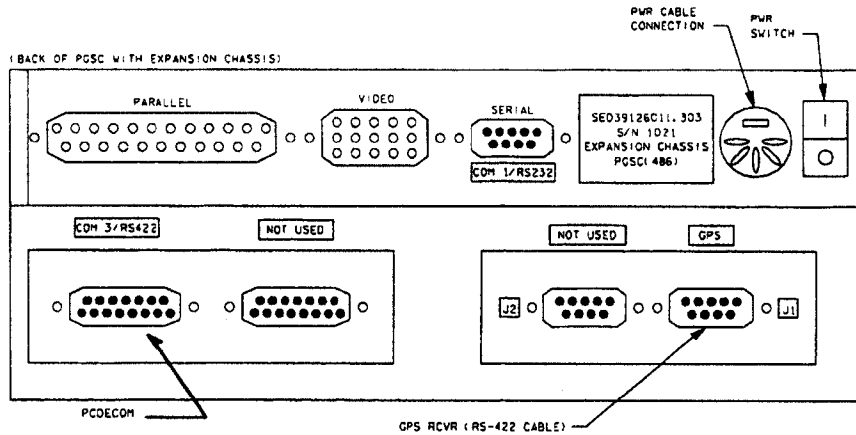 PWR CABLE
CONNECTION
PWR
SWITCH
(BACK OF PGSC WITH EXPANSION CHASSIS)
PARALLEL
VIDEO
SERIAL
COM 1/RS232
SED39126011.303
S/N 1021
EXPANSION CHASSIS
PGSC(486)
COM 3/RS422
NOT USED
NOT USED
GPS
J2
J1
PCDECOM
GPS RCVR (RS-422 CABLE)